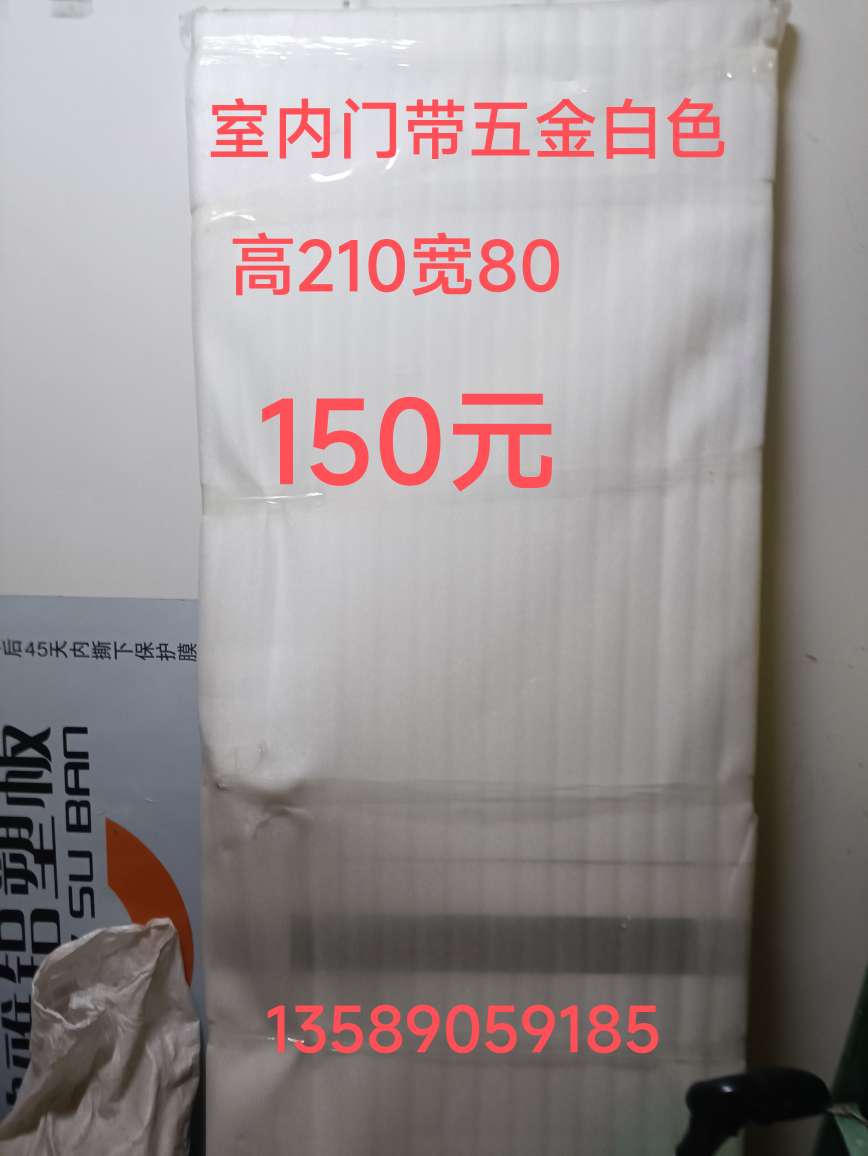 室内门带五金白色
高210宽80
150元
13589059185
后45天内撕下保护膜
铝塑板
SU BAN